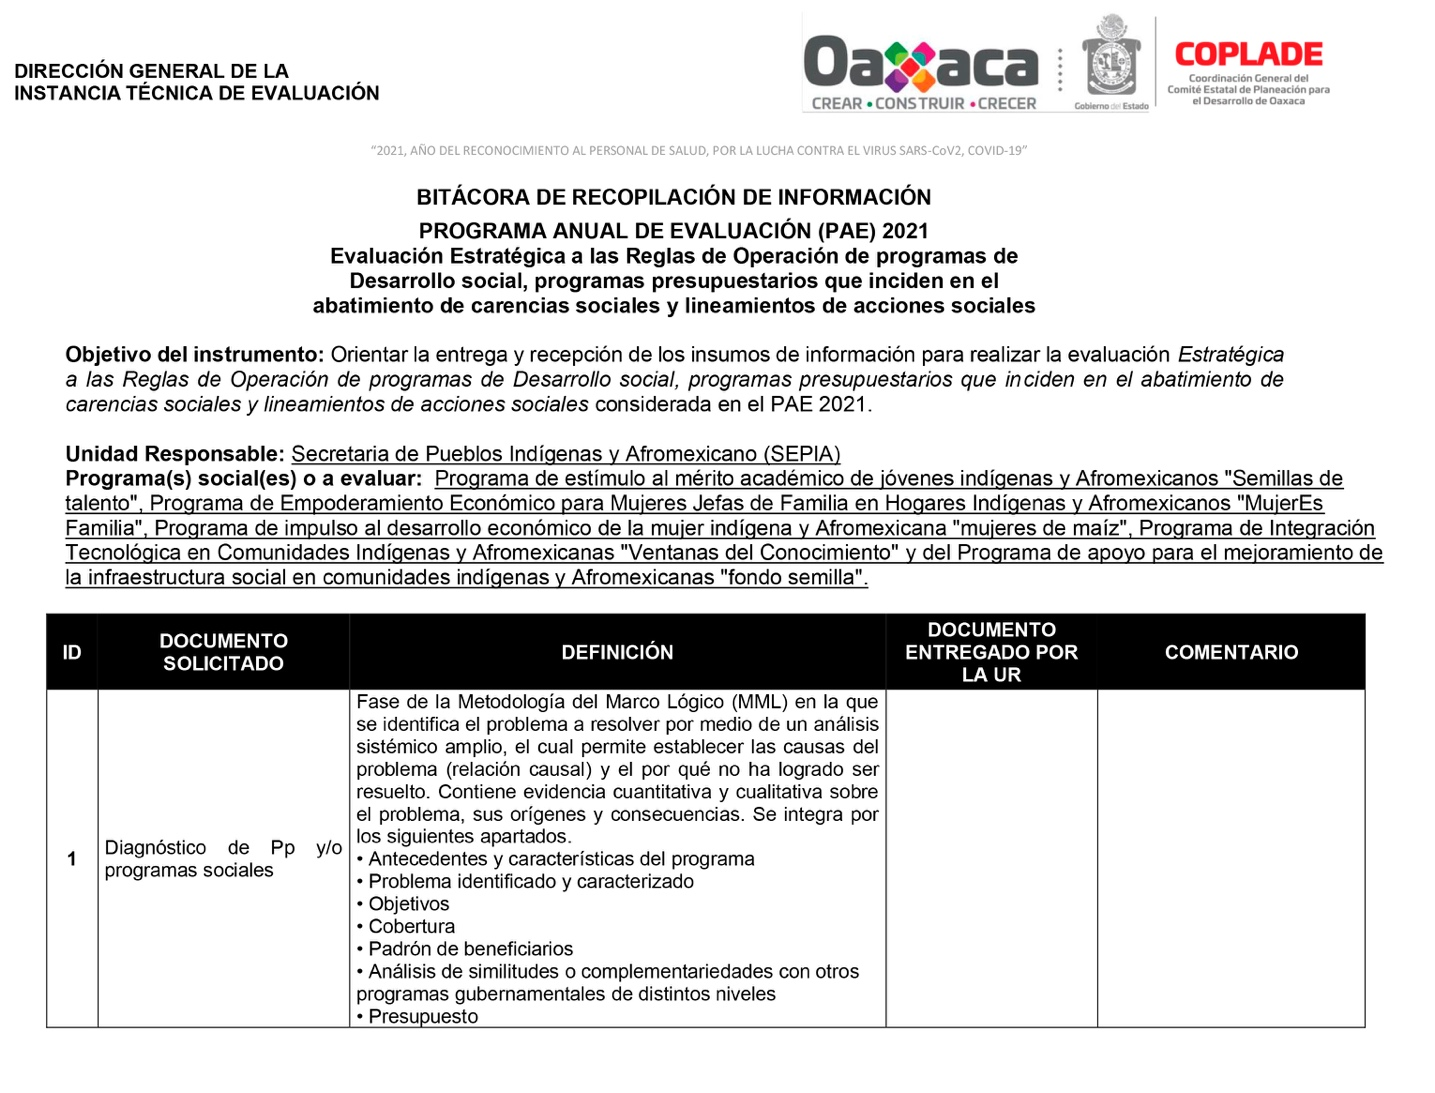 DIRECCIÓN GENERAL DE LA
INSTANCIA TÉCNICA DE EVALUACIÓN
Oaxaca
CREAR • CONSTRUIR • CRECER
Gobierno del Estado
COPLADE
Coordinación General del
Comité Estatal de Planeación para
el Desarrollo de Oaxaca
“2021, AÑO DEL RECONOCIMIENTO AL PERSONAL DE SALUD, POR LA LUCHA CONTRA EL VIRUS SARS-CoV2, COVID-19”
BITÁCORA DE RECOPILACIÓN DE INFORMACIÓN
PROGRAMA ANUAL DE EVALUACIÓN (PAE) 2021
Evaluación Estratégica a las Reglas de Operación de programas de
Desarrollo social, programas presupuestarios que inciden en el
abatimiento de carencias sociales y lineamientos de acciones sociales
Objetivo del instrumento: Orientar la entrega y recepción de los insumos de información para realizar la evaluación Estratégica
a las Reglas de Operación de programas de Desarrollo social, programas presupuestarios que inciden en el abatimiento de
carencias sociales y lineamientos de acciones sociales considerada en el PAE 2021.
Unidad Responsable: Secretaria de Pueblos Indígenas y Afromexicano (SEPIA)
Programa(s) social(es) o a evaluar: Programa de estímulo al mérito académico de jóvenes indígenas y Afromexicanos "Semillas de
talento", Programa de Empoderamiento Económico para Mujeres Jefas de Familia en Hogares Indígenas y Afromexicanos "MujerEs
Familia", Programa de impulso al desarrollo económico de la mujer indígena y Afromexicana "mujeres de maíz", Programa de Integración
Tecnológica en Comunidades Indígenas y Afromexicanas "Ventanas del Conocimiento" y del Programa de apoyo para el mejoramiento de
la infraestructura social en comunidades indígenas y Afromexicanas "fondo semilla".
ID
DOCUMENTO
SOLICITADO
DEFINICIÓN
DOCUMENTO
ENTREGADO POR
LA UR
COMENTARIO
1
Diagnóstico de Pp y/o
programas sociales
Fase de la Metodología del Marco Lógico (MML) en la que
se identifica el problema a resolver por medio de un análisis
sistémico amplio, el cual permite establecer las causas del
problema (relación causal) y el por qué no ha logrado ser
resuelto. Contiene evidencia cuantitativa y cualitativa sobre
el problema, sus orígenes y consecuencias. Se integra por
los siguientes apartados.
• Antecedentes y características del programa
• Problema identificado y caracterizado
• Objetivos
• Cobertura
• Padrón de beneficiarios
• Análisis de similitudes o complementariedades con otros
programas gubernamentales de distintos niveles
• Presupuesto